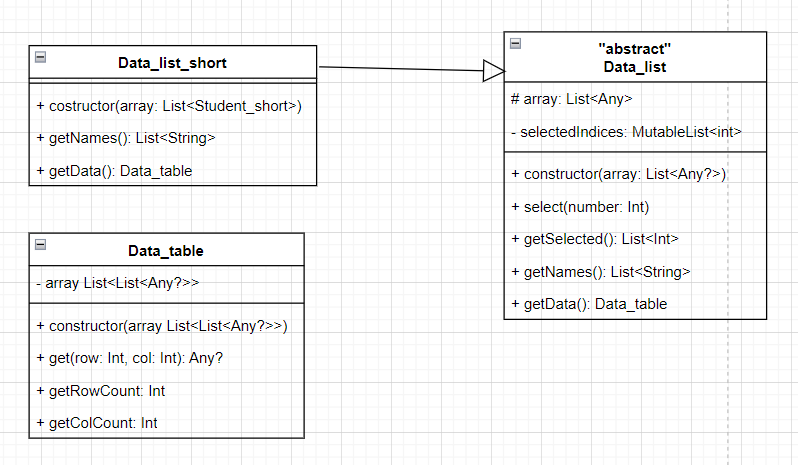 Data_list_short
+ costructor(array: List<Student_short>)
+ getNames(): List<String>
+ getData(): Data_table
"abstract"
Data_list
# array: List<Any>
- selectedIndices: MutableList<int>
+ constructor(array: List<Any?>)
+ select(number: Int)
+ getSelected(): List<Int>
+ getNames(): List<String>
+ getData(): Data_table
Data_table
- array List<List<Any?>>
+ constructor(array List<List<Any?>>)
+ get(row: Int, col: Int): Any?
+ getRowCount: Int
+ getColCount: Int